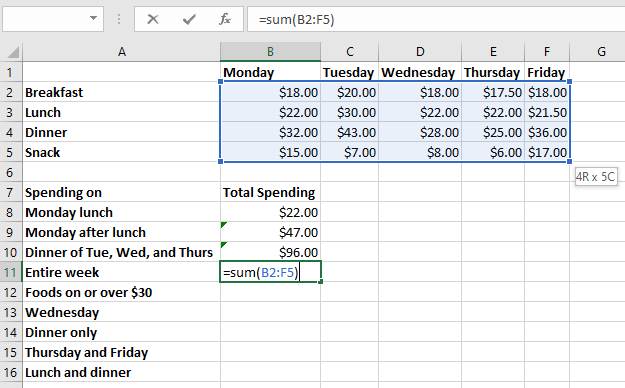 fx =sum(B2:F5)
A B C D E F G
1 Monday Tuesday Wednesday Thursday Friday
2 Breakfast $18.00 $20.00 $18.00 $17.50 $18.00
3 Lunch $22.00 $30.00 $22.00 $22.00 $21.50
4 Dinner $32.00 $43.00 $28.00 $25.00 $36.00
5 Snack $15.00 $7.00 $8.00 $6.00 $17.00
6 4R x 5C
7 Spending on Total Spending
8 Monday lunch $22.00
9 Monday after lunch $47.00
10 Dinner of Tue, Wed, and Thurs $96.00
11 Entire week =sum(B2:F5)
12 Foods on or over $30
13 Wednesday
14 Dinner only
15 Thursday and Friday
16 Lunch and dinner